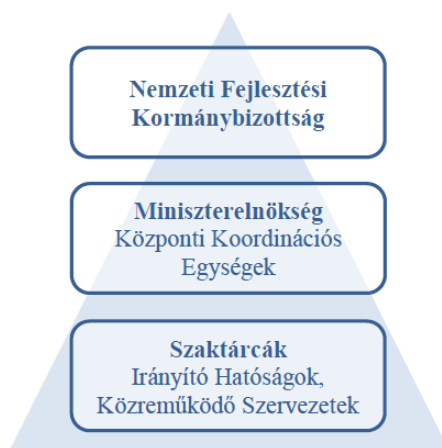 Nemzeti Fejlesztési
Kormánybizottság
Miniszterelnökség
Központi Koordinációs
Egységek
Szaktárcák
Irányító Hatóságok,
Közreműködő Szervezetek